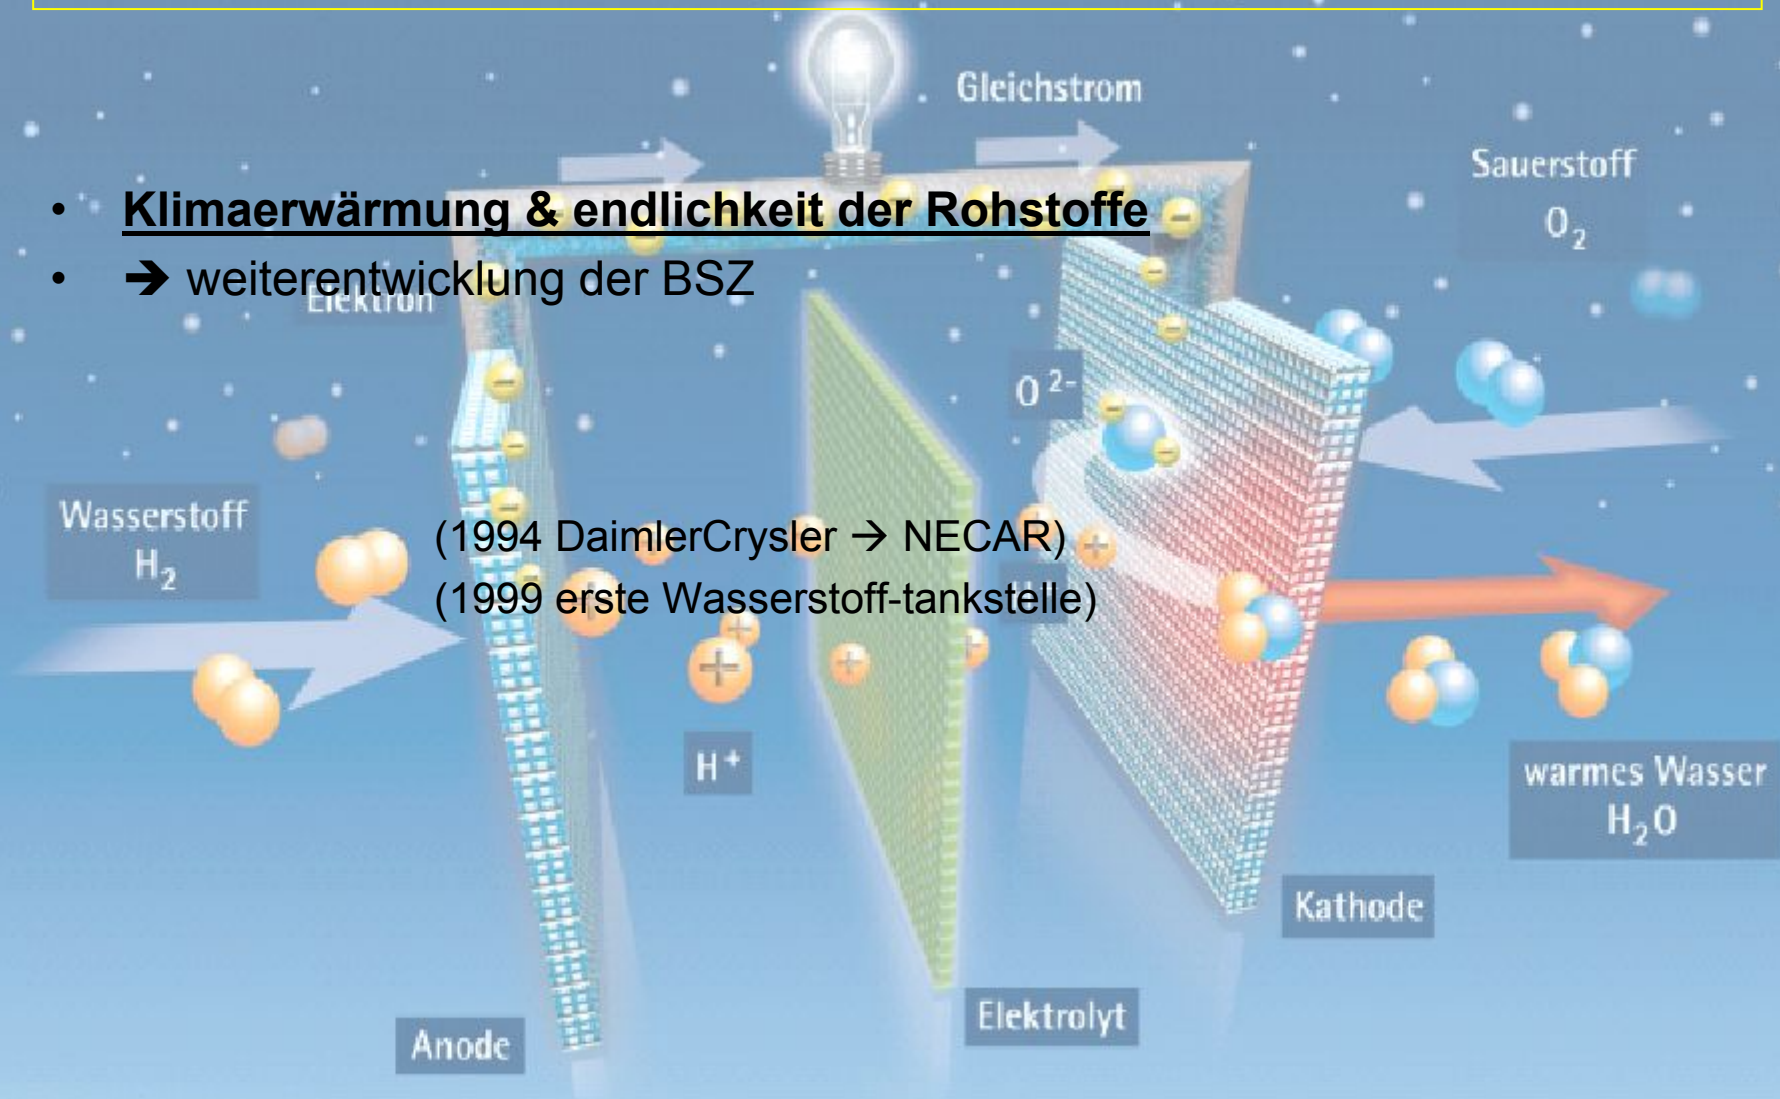 Gleichstrom
Sauerstoff
O₂
• Klimaerwärmung & endlichkeit der Rohstoffe
• ➔ weiterentwicklung der BSZ
Elektron
O²⁻
Wasserstoff
H₂
(1994 DaimlerCrysler → NECAR)
(1999 erste Wasserstoff-tankstelle)
H⁺
warmes Wasser
H₂O
Kathode
Elektrolyt
Anode